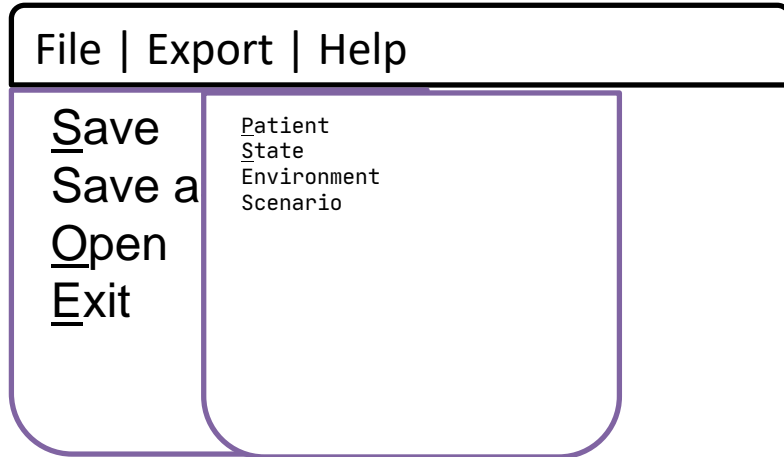 File | Export | Help
Save
Save a
Open
Exit
Patient
State
Environment
Scenario